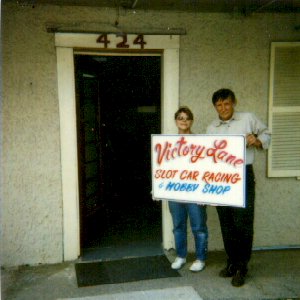 424
Victory Lane
SLOT CAR RACING
& HOBBY SHOP